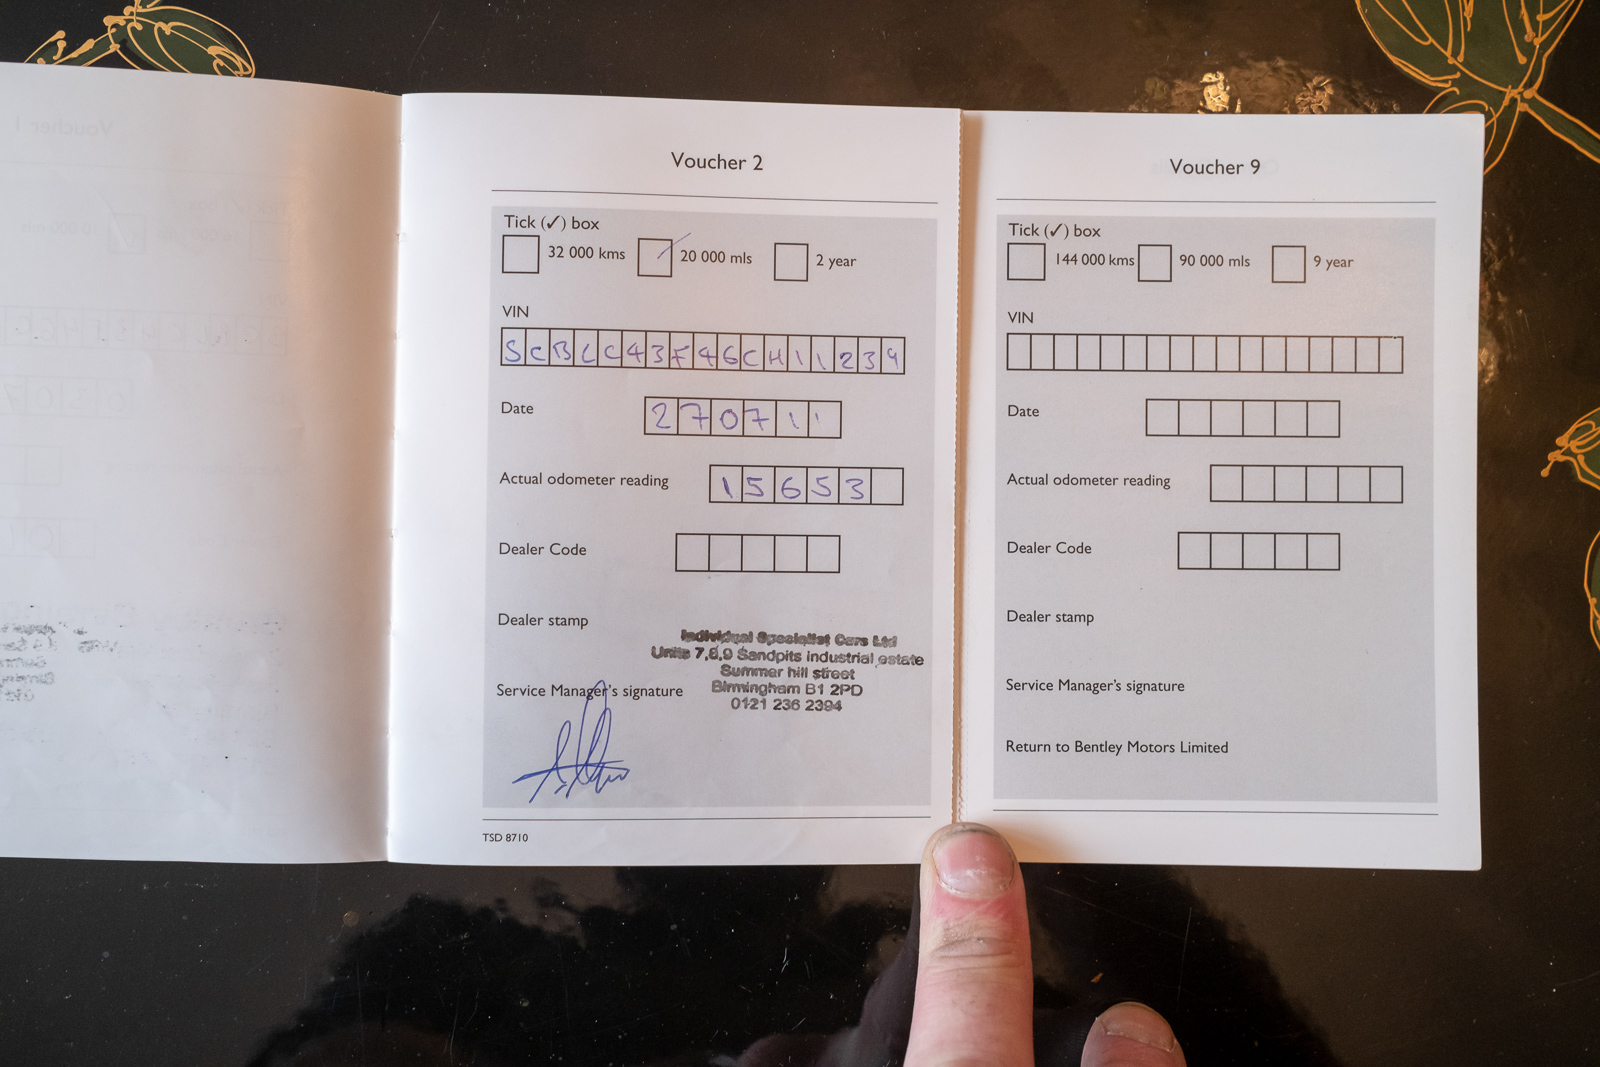 Voucher 2
Tick (✓) box
32 000 kms 20 000 mls 2 year
VIN
SCBLC43F46CH11239
Date 270711
Actual odometer reading 15653
Dealer Code
Dealer stamp
Individual Specialist Cars Ltd
Units 7,8,9 Sandpits industrial estate
Summer hill street
Birmingham B1 2PD
0121 236 2394
Service Manager's signature
TSD 8710
Voucher 9
Tick (✓) box
144 000 kms 90 000 mls 9 year
VIN
Date
Actual odometer reading
Dealer Code
Dealer stamp
Service Manager's signature
Return to Bentley Motors Limited